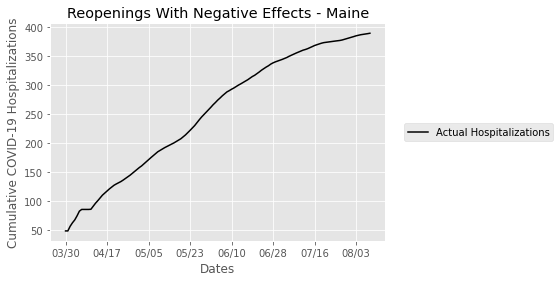 Reopenings With Negative Effects - Maine
Cumulative COVID-19 Hospitalizations
400
350
300
250
200
150
100
50
03/30 04/17 05/05 05/23 06/10 06/28 07/16 08/03
Dates
Actual Hospitalizations